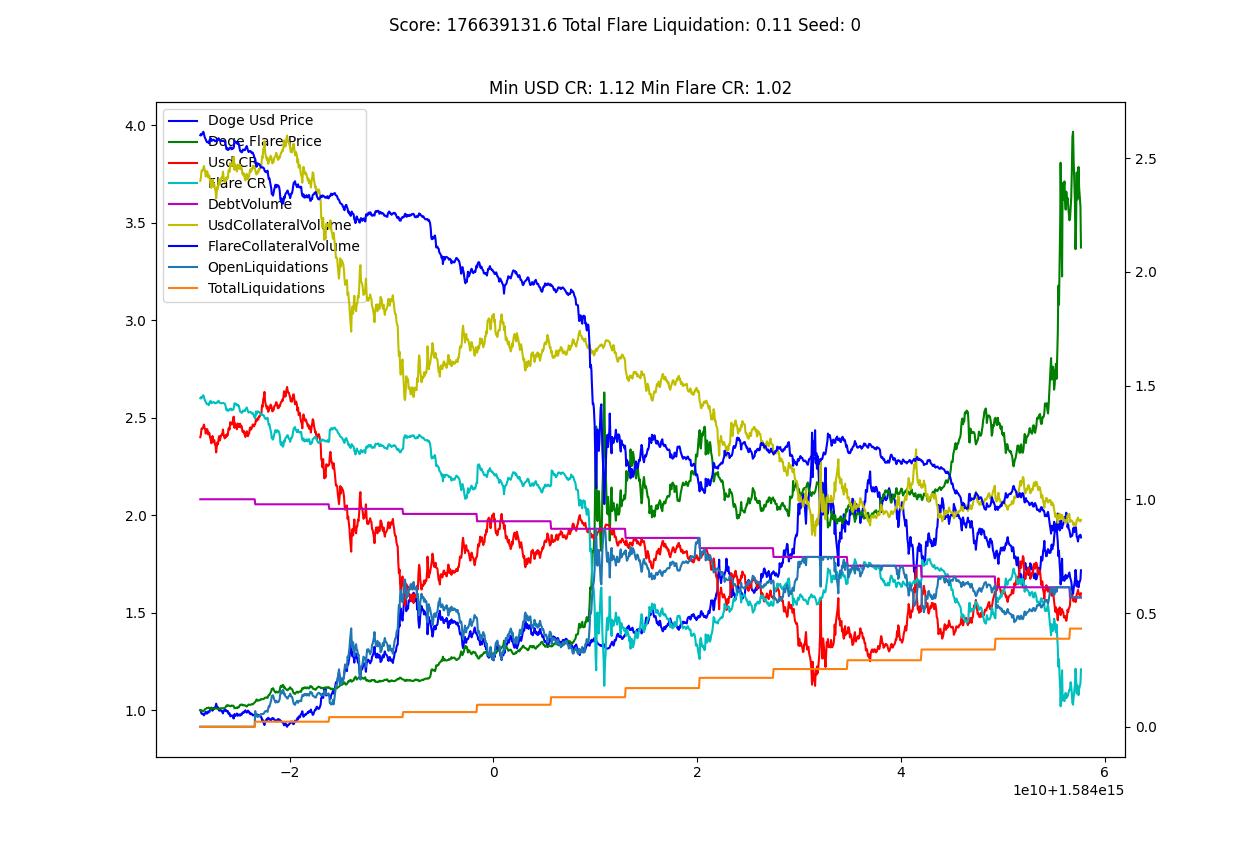 Score: 176639131.6 Total Flare Liquidation: 0.11 Seed: 0
Min USD CR: 1.12 Min Flare CR: 1.02
Doge Usd Price
Doge Flare Price
Usd CR
Flare CR
DebtVolume
UsdCollateralVolume
FlareCollateralVolume
OpenLiquidations
TotalLiquidations
4.0
3.5
3.0
2.5
2.0
1.5
1.0
2.5
2.0
1.5
1.0
0.5
0.0
−2
0
2
4
6
1e10+1.584e15